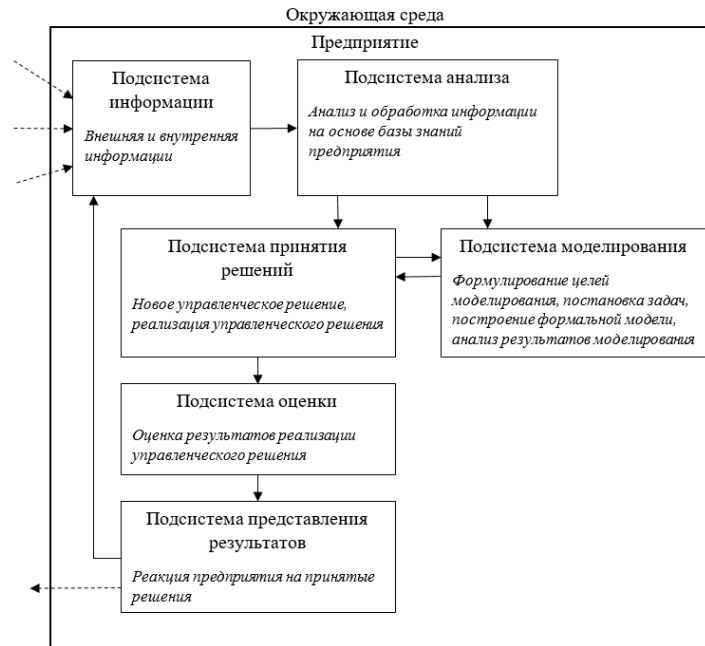 Окружающая среда
Предприятие
Подсистема
информации
Внешняя и внутренняя
информации
Подсистема анализа
Анализ и обработка информации
на основе базы знаний
предприятия
Подсистема принятия
решений
Новое управленческое решение,
реализация управленческого решения
Подсистема моделирования
Формулирование целей
моделирования, постановка задач,
построение формальной модели,
анализ результатов моделирования
Подсистема оценки
Оценка результатов реализации
управленческого решения
Подсистема представления
результатов
Реакция предприятия на принятые
решения